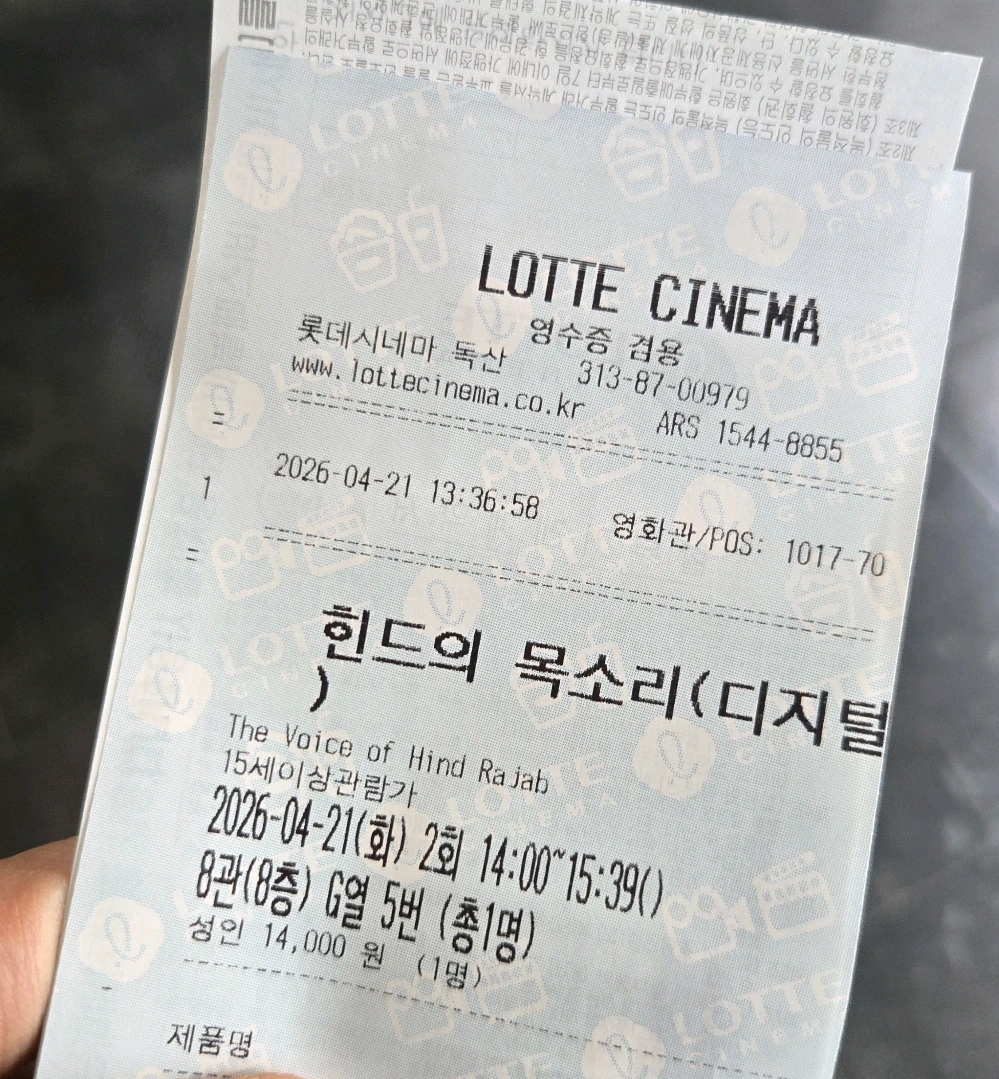 LOTTE CINEMA
영수증 겸용
롯데시네마 독산 313-87-00979
www.lottecinema.co.kr ARS 1544-8855
=
2026-04-21 13:36:58 영화관/POS: 1017-70
1
=
힌드의 목소리(디지털
)
The Voice of Hind Rajab
15세이상관람가
2026-04-21(화) 2회 14:00~15:39()
8관(8층) G열 5번 (총1명)
성인 14,000 원 (1명)
제품명